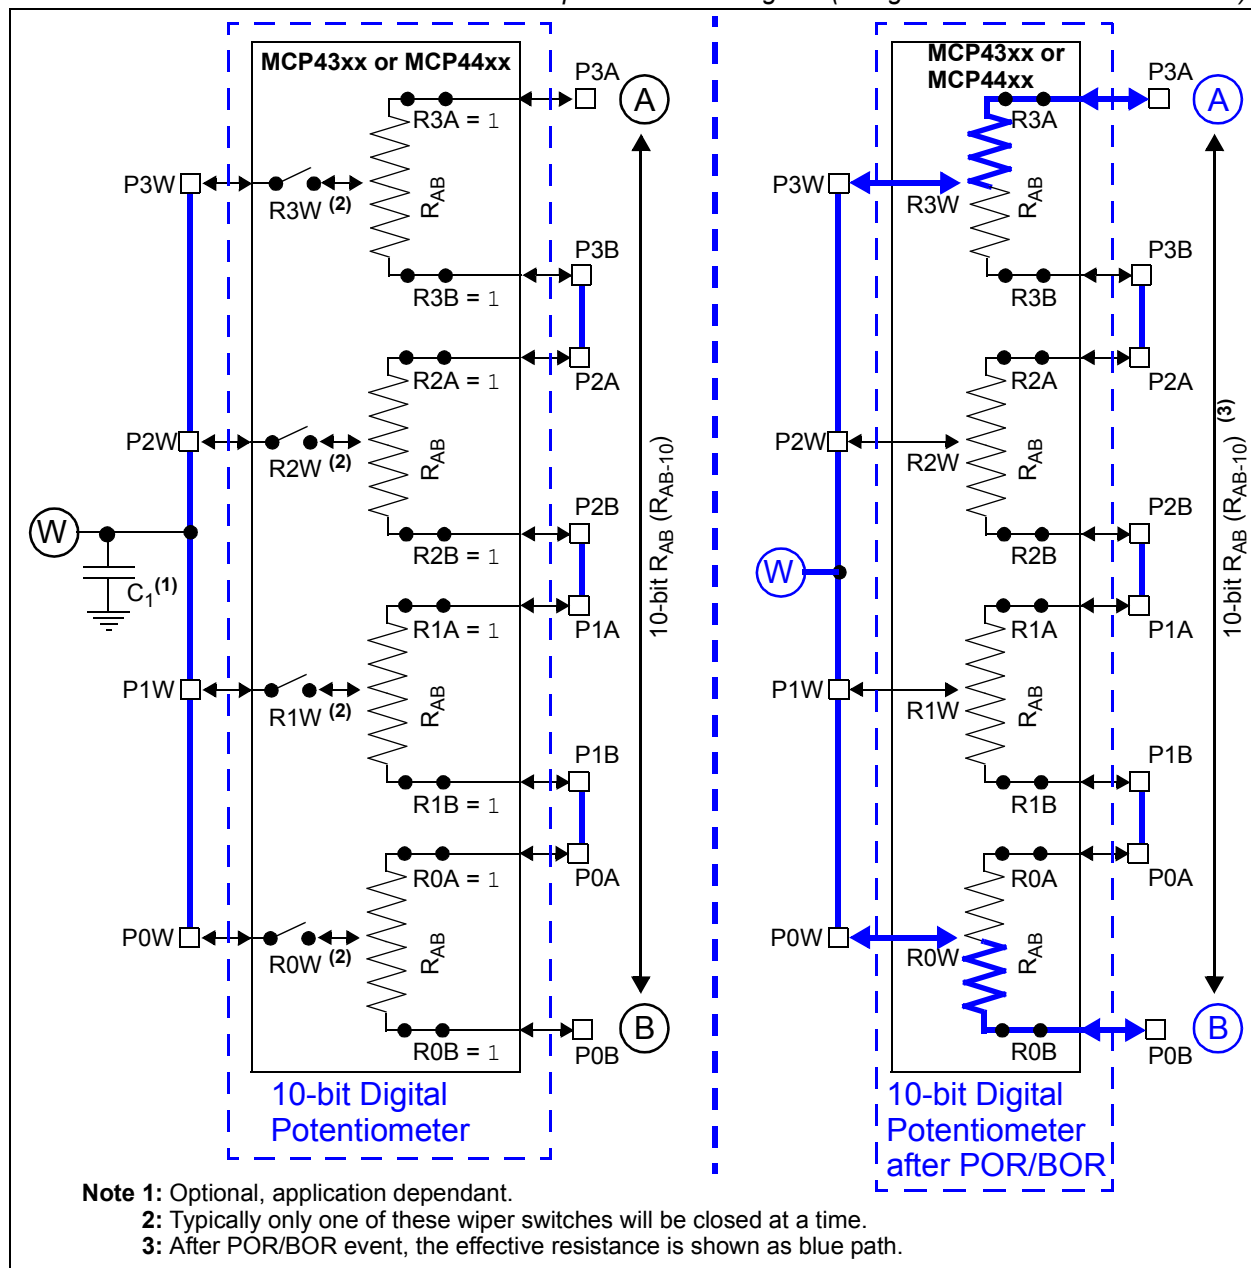 MCP43xx or MCP44xx
P3A
A
R3A = 1
P3W
R3W (2)
RAB
P3B
R3B = 1
R2A = 1
P2A
P2W
R2W (2)
RAB
P2B
W
R2B = 1
C1(1)
R1A = 1
P1A
P1W
R1W (2)
RAB
P1B
R1B = 1
R0A = 1
P0A
P0W
R0W (2)
RAB
R0B = 1
P0B
B
10-bit RAB (RAB-10)
10-bit Digital
Potentiometer
MCP43xx or
MCP44xx
P3A
A
R3A
P3W
R3W
RAB
P3B
R3B
R2A
P2A
P2W
R2W
RAB
P2B
R2B
W
R1A
P1A
P1W
R1W
RAB
P1B
R1B
R0A
P0A
P0W
R0W
RAB
R0B
P0B
B
10-bit RAB (RAB-10) (3)
10-bit Digital
Potentiometer
after POR/BOR
Note 1: Optional, application dependant.
2: Typically only one of these wiper switches will be closed at a time.
3: After POR/BOR event, the effective resistance is shown as blue path.